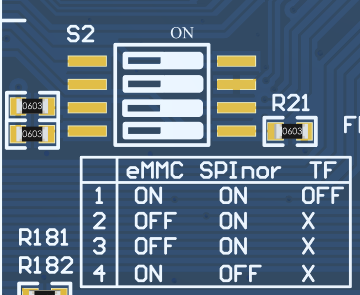 S2 ON
0603
R21
0603
0603
eMMC SPInor TF
1 ON ON OFF
2 OFF ON X
3 OFF ON X
4 ON OFF X
R181
R182